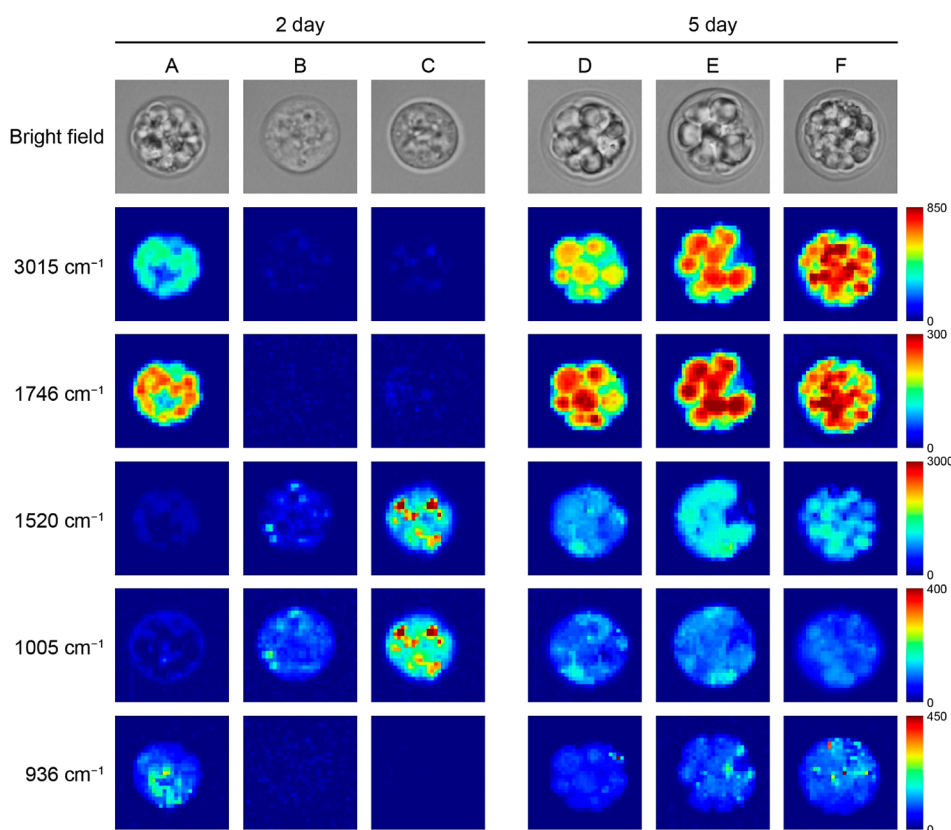 2 day 5 day
A B C D E F
Bright field
850
3015 cm⁻¹
0
300
1746 cm⁻¹
0
3000
1520 cm⁻¹
0
400
1005 cm⁻¹
0
450
936 cm⁻¹
0